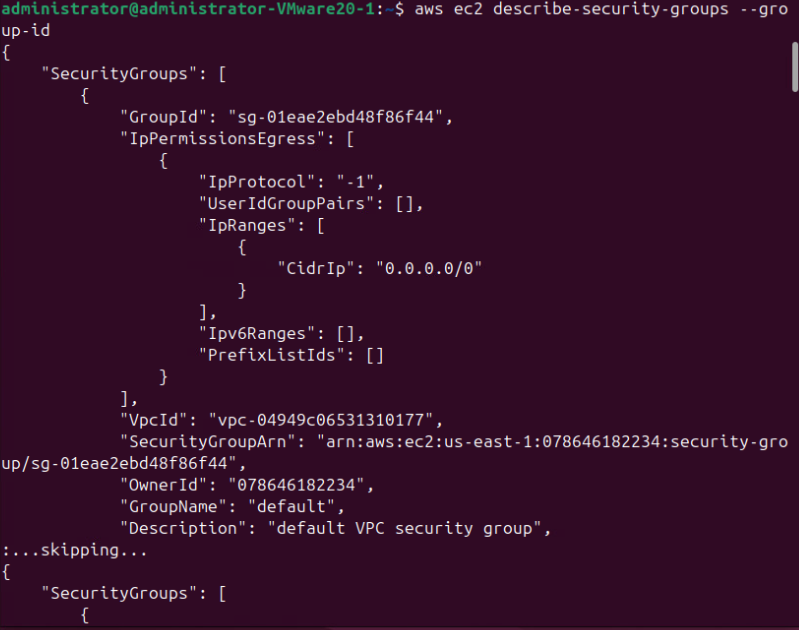 administrator@administrator-VMware20-1:~$ aws ec2 describe-security-groups --gro
up-id
{
    "SecurityGroups": [
        {
            "GroupId": "sg-01eae2ebd48f86f44",
            "IpPermissionsEgress": [
                {
                    "IpProtocol": "-1",
                    "UserIdGroupPairs": [],
                    "IpRanges": [
                        {
                            "CidrIp": "0.0.0.0/0"
                        }
                    ],
                    "Ipv6Ranges": [],
                    "PrefixListIds": []
                }
            ],
            "VpcId": "vpc-04949c06531310177",
            "SecurityGroupArn": "arn:aws:ec2:us-east-1:078646182234:security-gro
up/sg-01eae2ebd48f86f44",
            "OwnerId": "078646182234",
            "GroupName": "default",
            "Description": "default VPC security group",
:...skipping...
{
    "SecurityGroups": [
        {